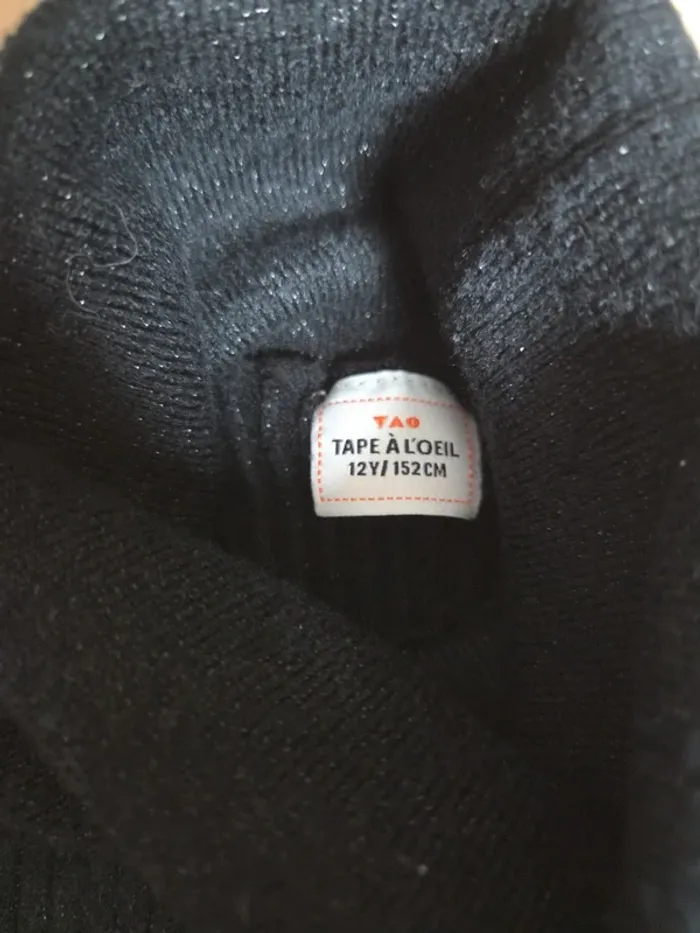 TAO
TAPE À L'OEIL
12Y/152CM